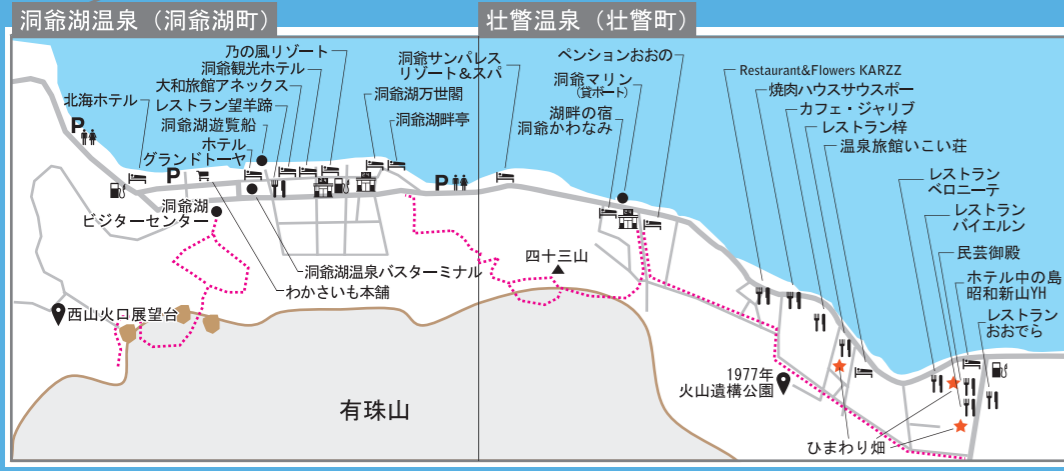 洞爺湖温泉（洞爺湖町）
壮瞥温泉（壮瞥町）
乃の風リゾート
洞爺観光ホテル
大和旅館アネックス
レストラン望羊蹄
洞爺湖遊覧船
ホテル
グランドトーヤ
北海ホテル
P
P
洞爺サンパレス
リゾート&スパ
洞爺湖万世閣
洞爺湖畔亭
P
ペンションおおの
洞爺マリン
(貸ボート)
湖畔の宿
洞爺かわなみ
Restaurant&Flowers KARZZ
焼肉ハウスサウスポー
カフェ・ジャリブ
レストラン梓
温泉旅館いこい荘
レストラン
ベロニーテ
レストラン
バイエルン
民芸御殿
ホテル中の島
昭和新山YH
レストラン
おおでら
洞爺湖
ビジターセンター
洞爺湖温泉バスターミナル
わかさいも本舗
四十三山
西山火口展望台
1977年
火山遺構公園
有珠山
ひまわり畑